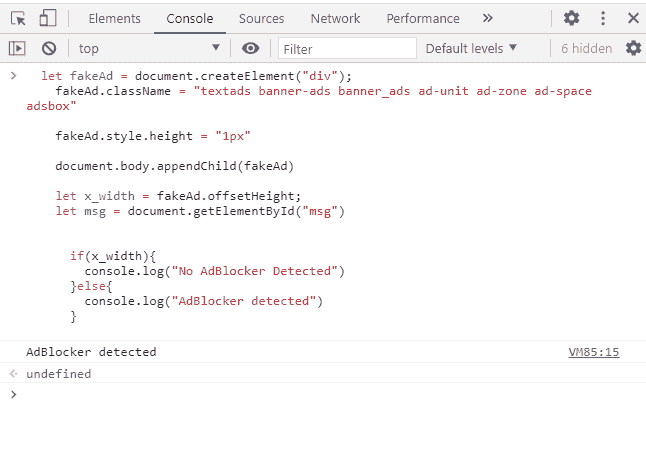 Elements Console Sources Network Performance »
top Filter Default levels 6 hidden
let fakeAd = document.createElement("div");
fakeAd.className = "textads banner-ads banner_ads ad-unit ad-zone ad-space
adsbox"
fakeAd.style.height = "1px"
document.body.appendChild(fakeAd)
let x_width = fakeAd.offsetHeight;
let msg = document.getElementById("msg")
if(x_width){
console.log("No AdBlocker Detected")
}else{
console.log("AdBlocker detected")
}
AdBlocker detected VM85:15
undefined